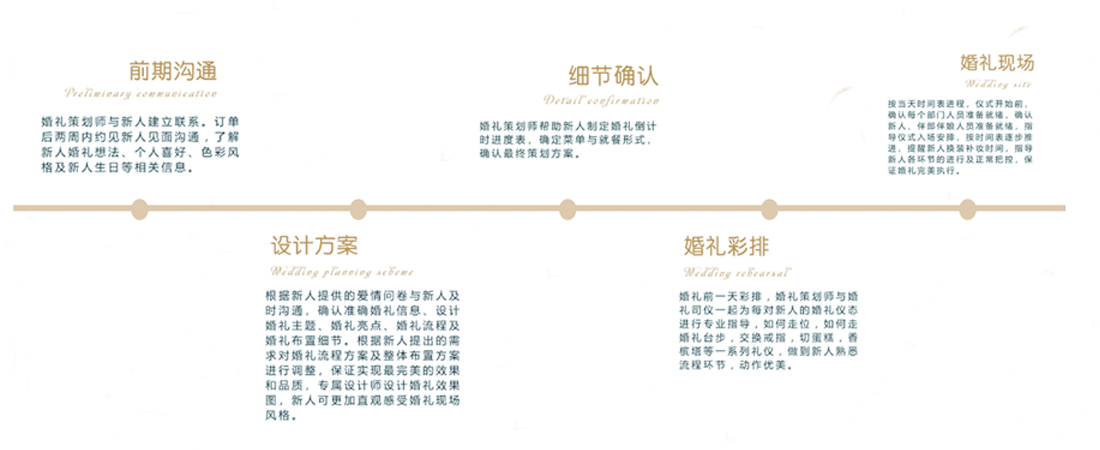 前期沟通
Preliminary communication
婚礼策划师与新人建立联系。订单
后两周内约见新人见面沟通，了解
新人婚礼想法、个人喜好、色彩风
格及新人生日等相关信息。
设计方案
Wedding planning scheme
根据新人提供的爱情问卷与新人及
时沟通，确认准确婚礼信息、设计
婚礼主题、婚礼亮点、婚礼流程及
婚礼布置细节。根据新人提出的需
求对婚礼流程方案及整体布置方案
进行调整，保证实现最完美的效果
和品质，专属设计师设计婚礼效果
图，新人可更加直观感受婚礼现场
风格。
细节确认
Detail confirmation
婚礼策划师帮助新人制定婚礼倒计
时进度表，确定菜单与就餐形式，
确认最终策划方案。
婚礼彩排
Wedding rehearsal
婚礼前一天彩排，婚礼策划师与婚
礼司仪一起为每对新人的婚礼仪态
进行专业指导，如何走位，如何走
婚礼台步，交换戒指，切蛋糕，香
槟塔等一系列礼仪，做到新人熟悉
流程环节，动作优美。
婚礼现场
Wedding site
按当天时间表进程，仪式开始前，
确认每个部门人员准备就绪，确认
新人、伴郎伴娘人员准备就绪，指
导仪式入场安排，按时间表逐步推
进，提醒新人换装补妆时间，指导
新人各环节的进行及正常把控，保
证婚礼完美执行。